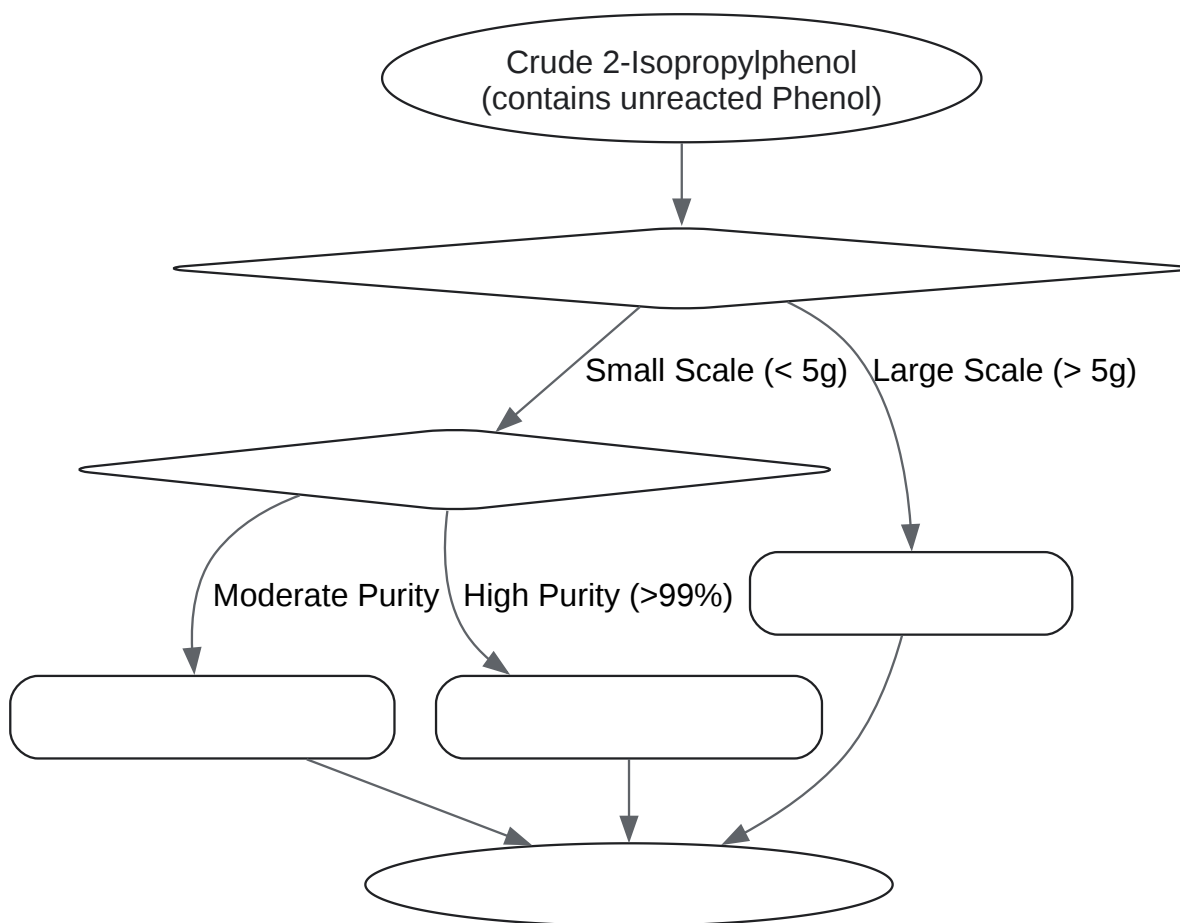 Crude 2-Isopropylphenol
(contains unreacted Phenol)
Small Scale (< 5g)
Large Scale (> 5g)
Moderate Purity
High Purity (>99%)